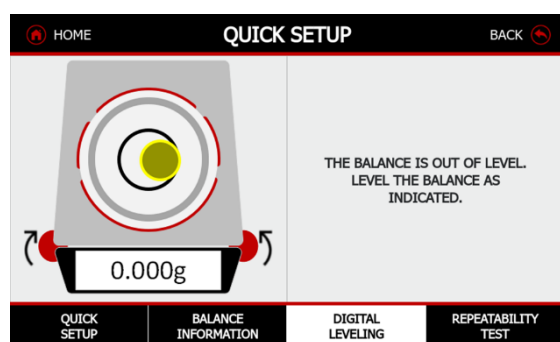 HOME
QUICK SETUP
BACK
THE BALANCE IS OUT OF LEVEL.
LEVEL THE BALANCE AS
INDICATED.
0.000g
QUICK
SETUP
BALANCE
INFORMATION
DIGITAL
LEVELING
REPEATABILITY
TEST